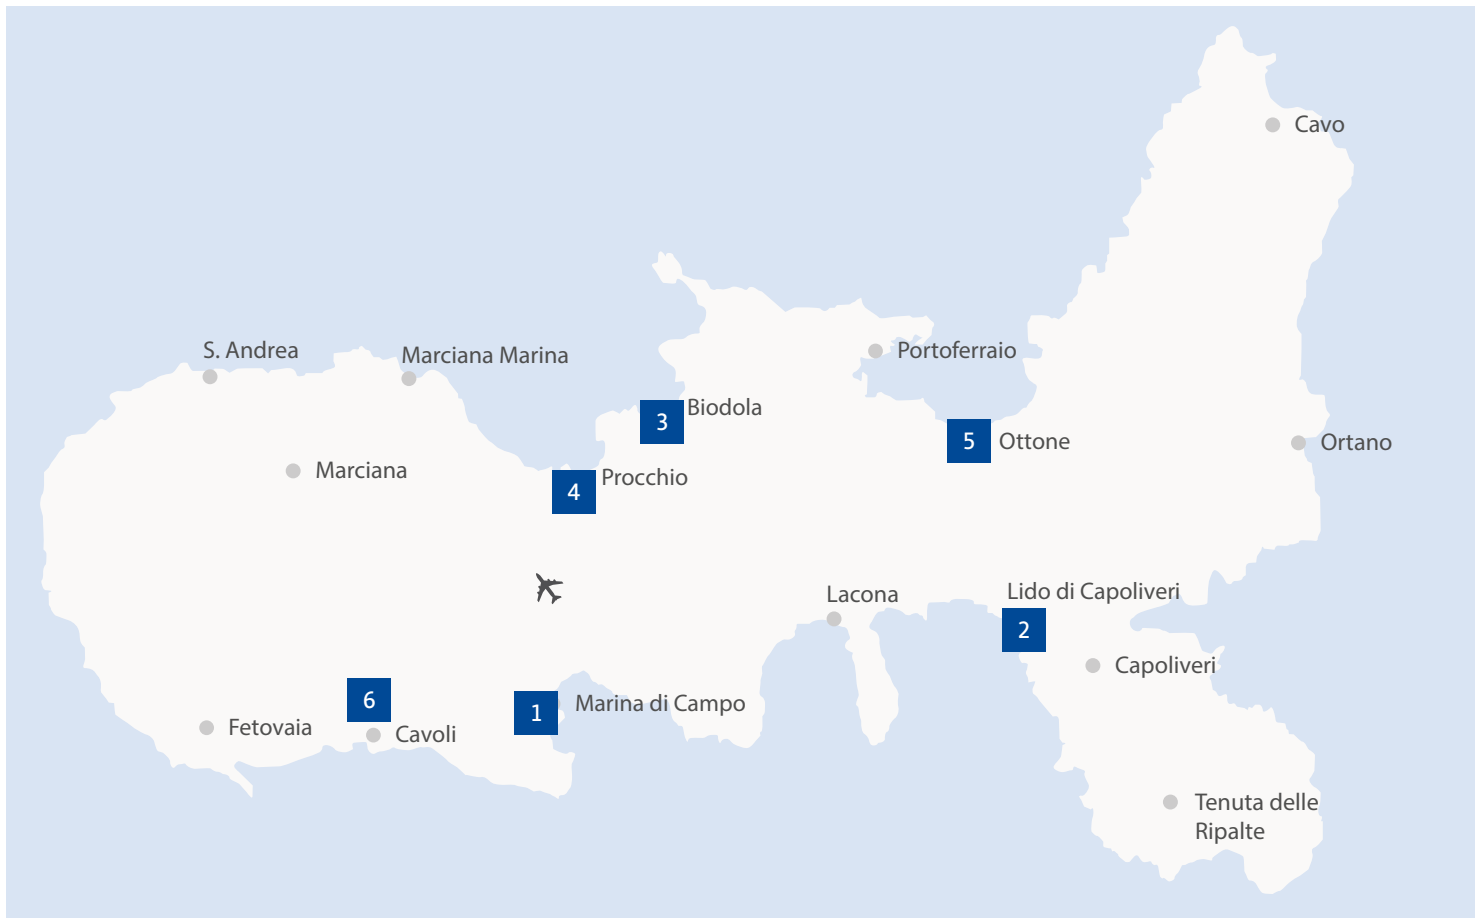 Cavo
S. Andrea
Marciana Marina
Portoferraio
3
Biodola
5
Ottone
Ortano
Marciana
4
Procchio
Lacona
Lido di Capoliveri
2
Capoliveri
6
Fetovaia
Cavoli
1
Marina di Campo
Tenuta delle
Ripalte